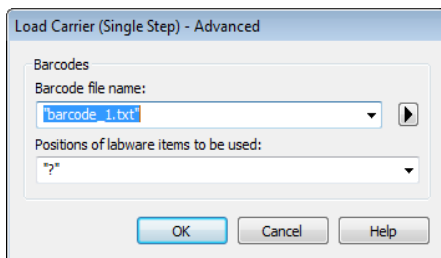 Load Carrier (Single Step) - Advanced
Barcodes
Barcode file name:
"barcode_1.txt"
Positions of labware items to be used:
"?"
OK Cancel Help